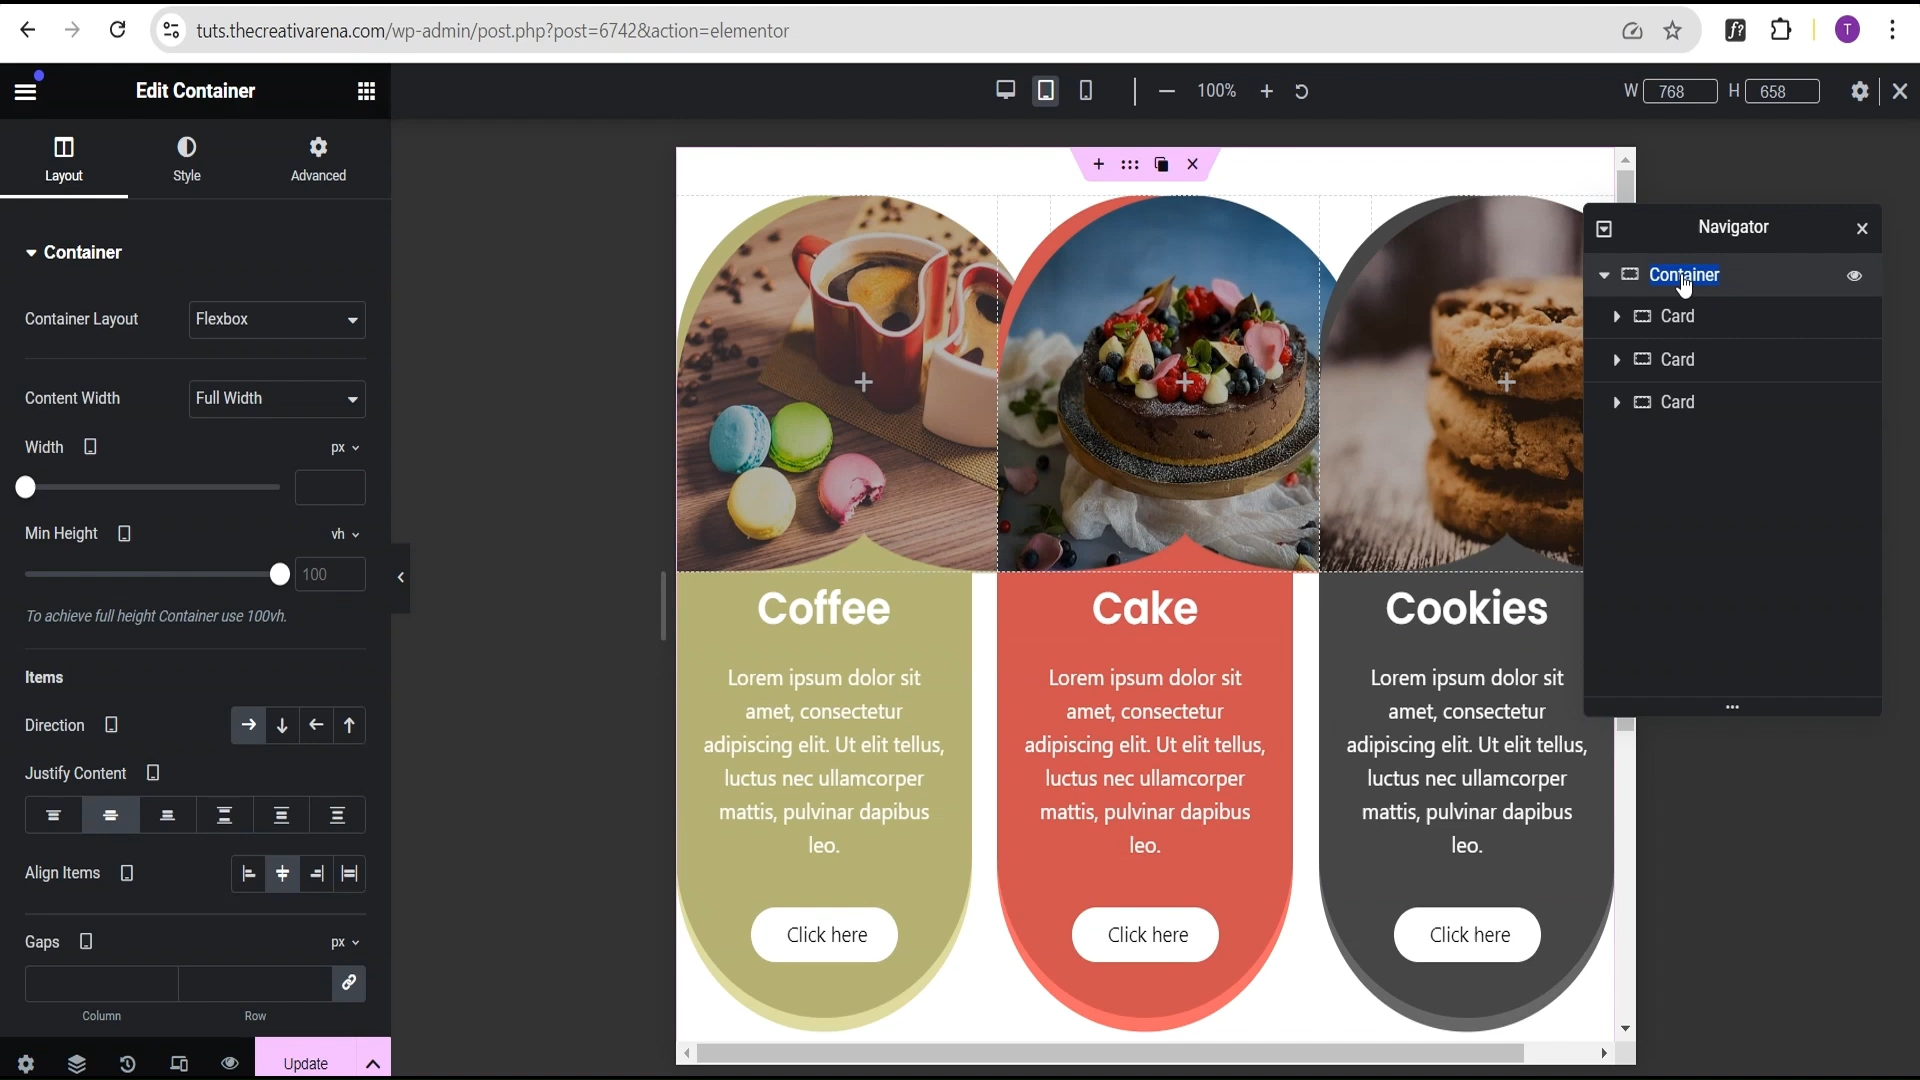 tuts.thecreativarena.com/wp-admin/post.php?post=6742&action=elementor
f?
T
Edit Container
100%
W 768 H 658
Layout
Style
Advanced
Container
Container Layout
Flexbox
Content Width
Full Width
Width
px
Min Height
vh
100
To achieve full height Container use 100vh.
Items
Direction
Justify Content
Align Items
Gaps
px
Column
Row
Update
Coffee
Lorem ipsum dolor sit
amet, consectetur
adipiscing elit. Ut elit tellus,
luctus nec ullamcorper
mattis, pulvinar dapibus
leo.
Click here
Cake
Lorem ipsum dolor sit
amet, consectetur
adipiscing elit. Ut elit tellus,
luctus nec ullamcorper
mattis, pulvinar dapibus
leo.
Click here
Cookies
Lorem ipsum dolor sit
amet, consectetur
adipiscing elit. Ut elit tellus,
luctus nec ullamcorper
mattis, pulvinar dapibus
leo.
Click here
Navigator
Container
Card
Card
Card